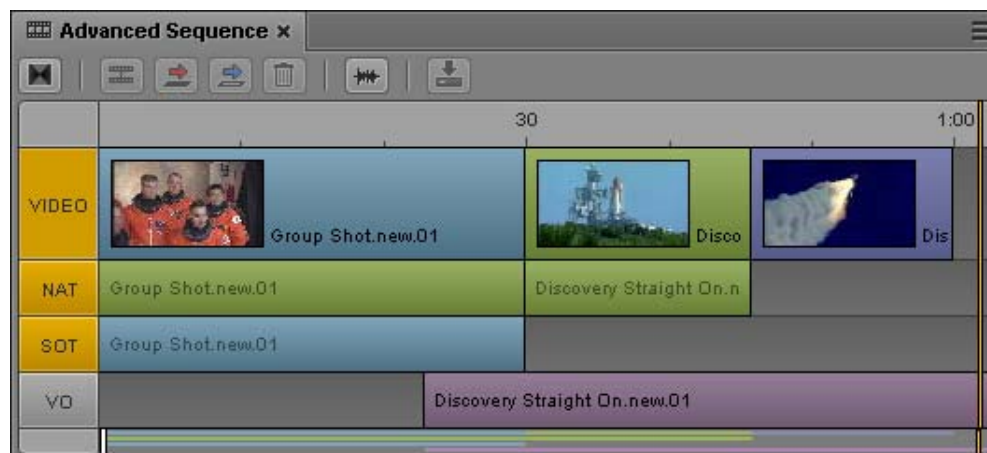 Advanced Sequence ×
30
1:00
VIDEO
Group Shot.new.01
Disco
Dis
NAT
Group Shot.new.01
Discovery Straight On.n
SOT
Group Shot.new.01
VO
Discovery Straight On.new.01